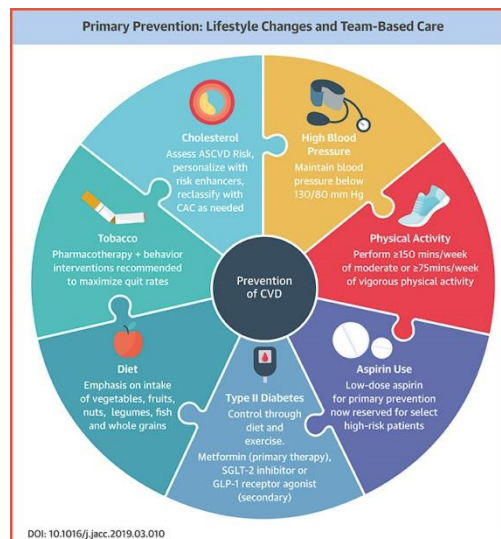 Primary Prevention: Lifestyle Changes and Team-Based Care
Cholesterol
Assess ASCVD Risk,
personalize with
risk enhancers,
reclassify with
CAC as needed
High Blood
Pressure
Maintain blood
pressure below
130/80 mm Hg
Tobacco
Pharmacotherapy + behavior
interventions recommended
to maximize quit rates
Prevention
of CVD
Physical Activity
Perform ≥150 mins/week
of moderate or ≥75mins/week
of vigorous physical activity
Diet
Emphasis on intake
of vegetables, fruits,
nuts, legumes, fish
and whole grains
Type II Diabetes
Control through
diet and
exercise.
Metformin (primary therapy),
SGLT-2 inhibitor or
GLP-1 receptor agonist
(secondary)
Aspirin Use
Low-dose aspirin
for primary prevention
now reserved for select
high-risk patients
DOI: 10.1016/j.jacc.2019.03.010